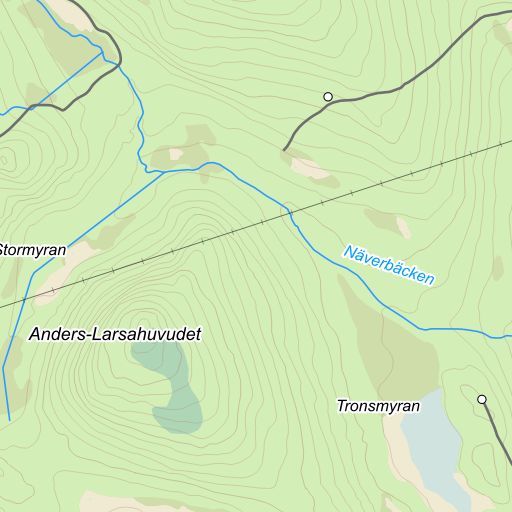 Stormyran
Näverbäcken
Anders-Larsahuvudet
Tronsmyran